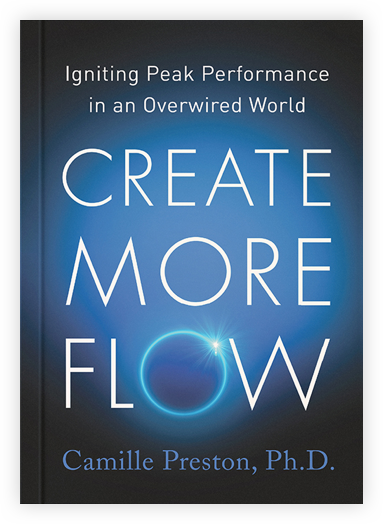 Igniting Peak Performance
in an Overwired World
CREATE
MORE
FLOW
Camille Preston, Ph.D.